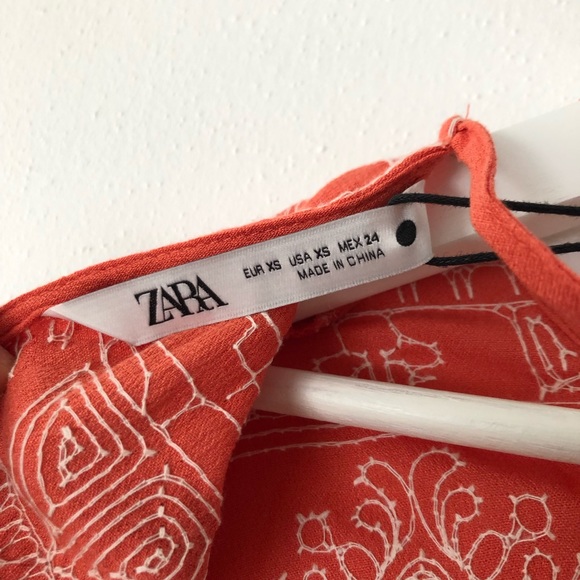 ZARA
EUR XS USA XS MEX 24
MADE IN CHINA